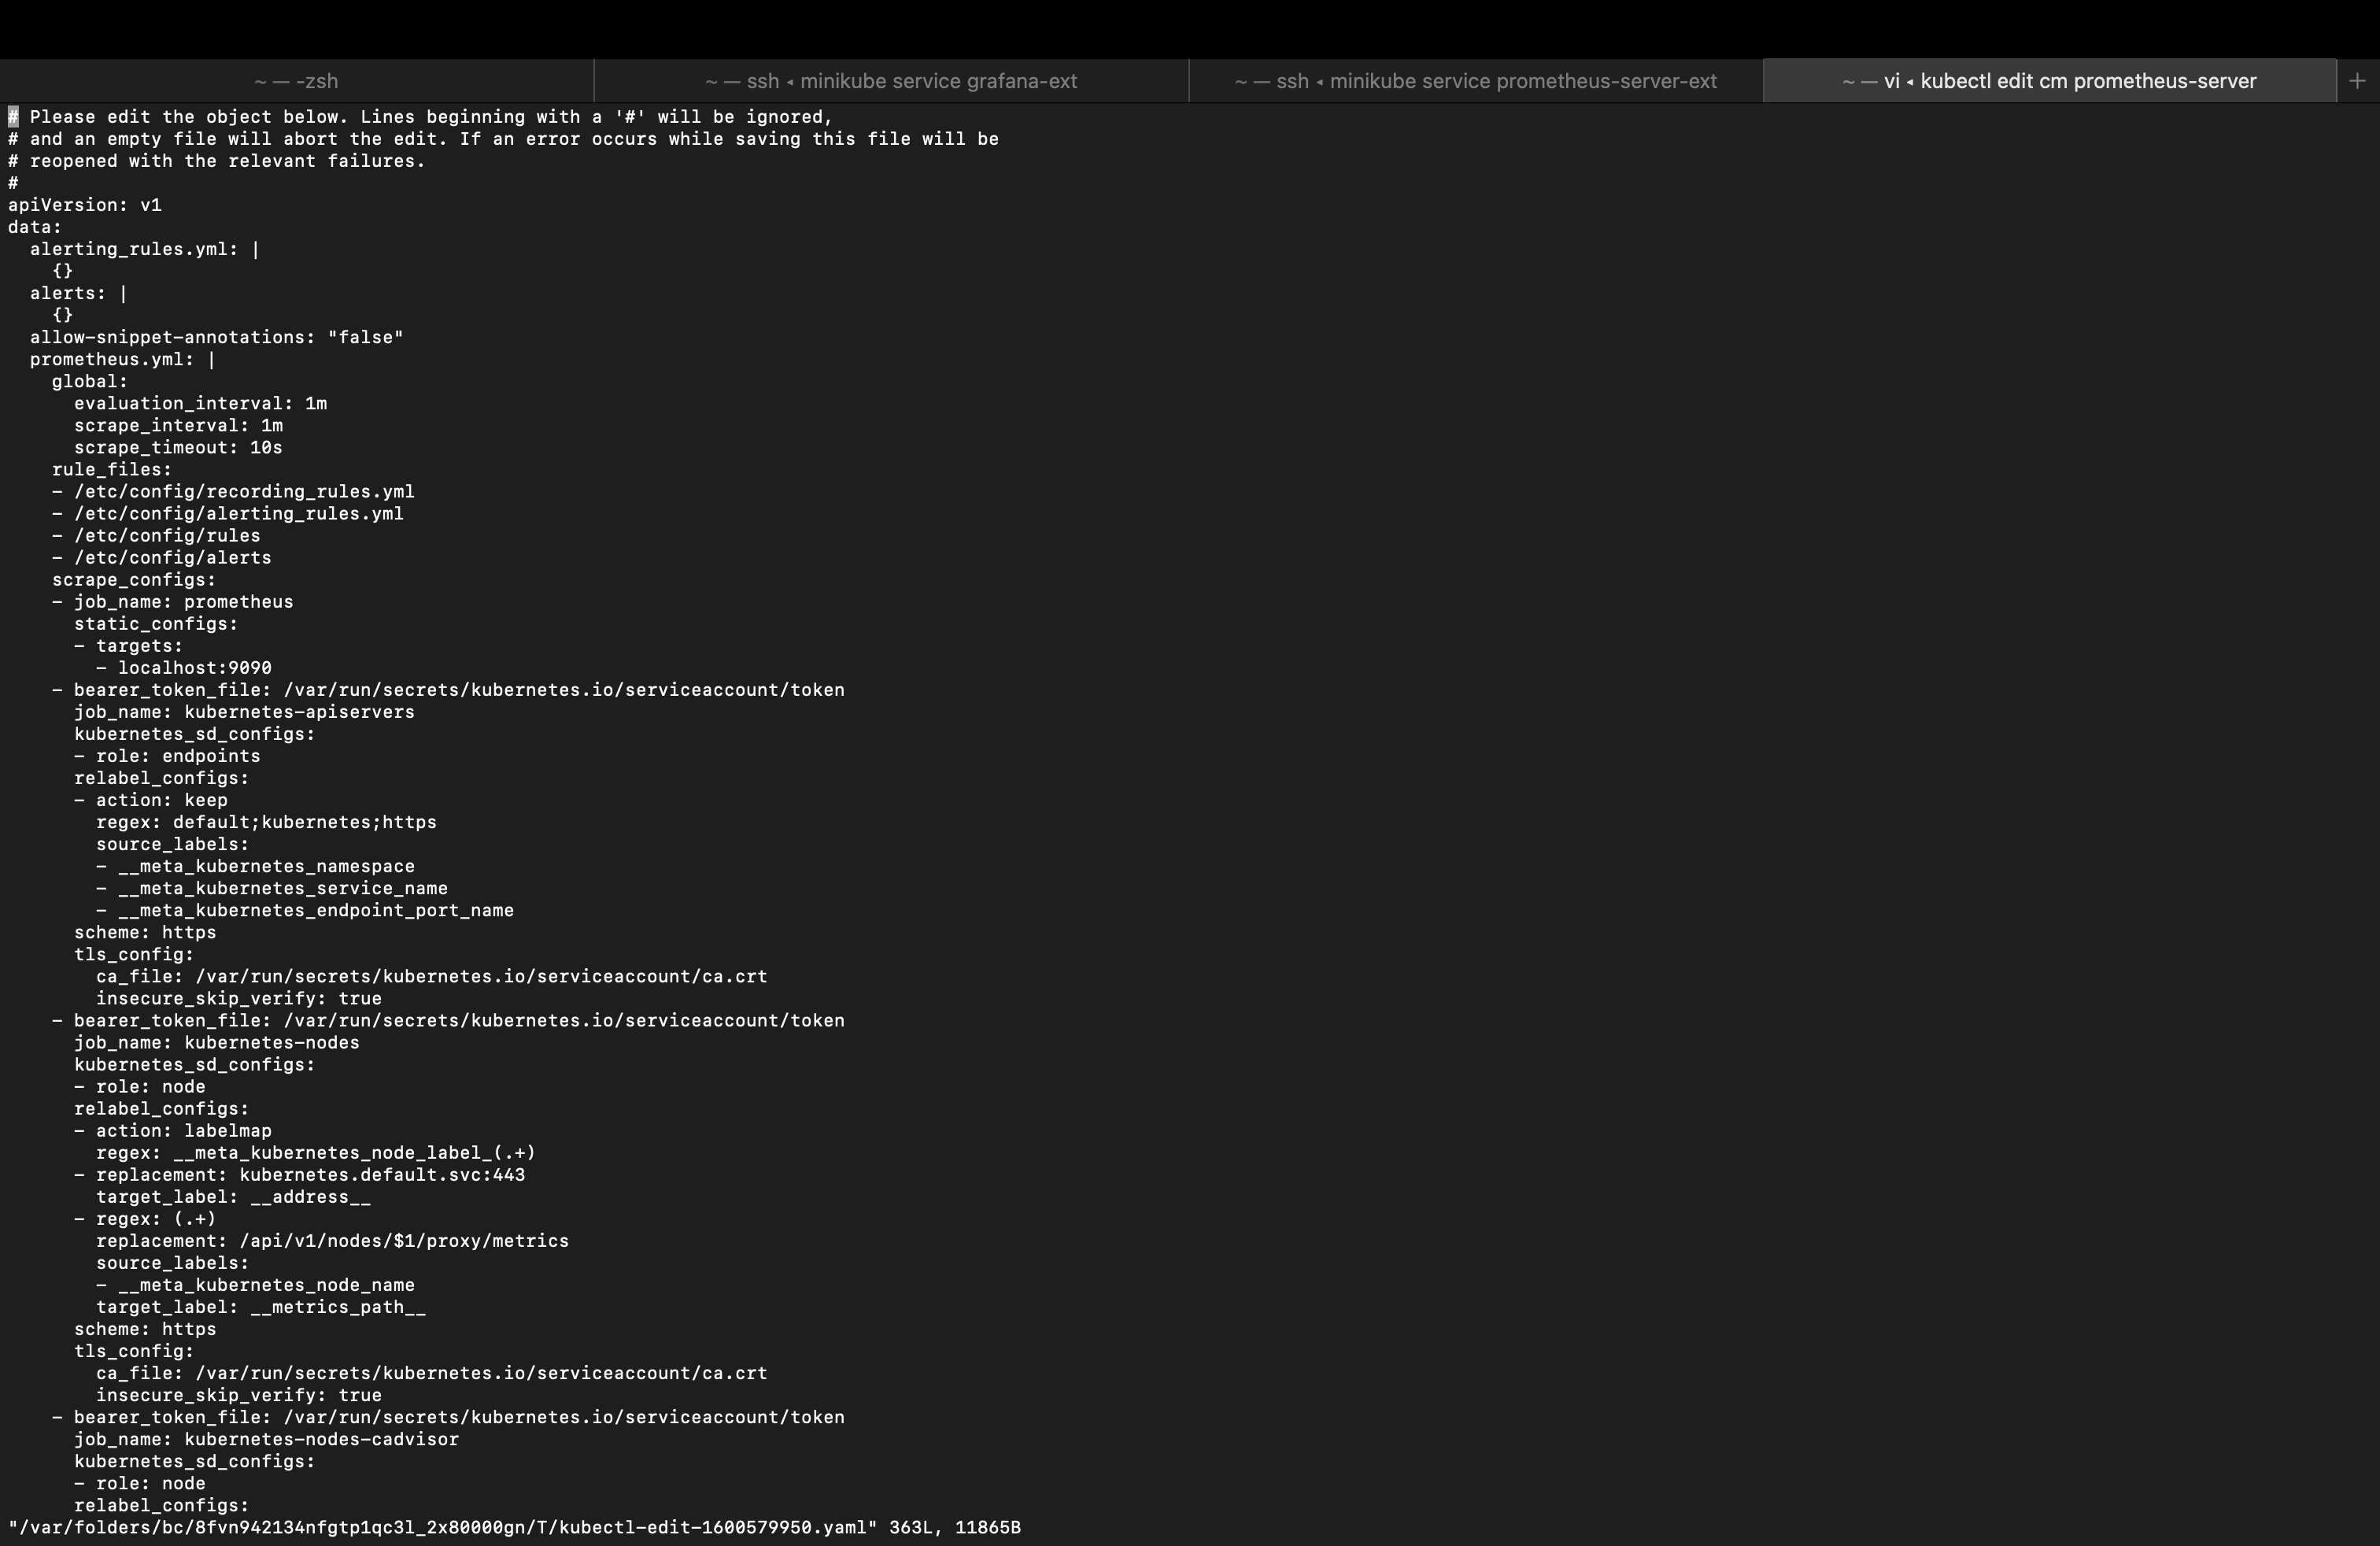 ~ — -zsh
~ — ssh ◂ minikube service grafana-ext
~ — ssh ◂ minikube service prometheus-server-ext
~ — vi ◂ kubectl edit cm prometheus-server
# Please edit the object below. Lines beginning with a '#' will be ignored,
# and an empty file will abort the edit. If an error occurs while saving this file will be
# reopened with the relevant failures.
#
apiVersion: v1
data:
  alerting_rules.yml: |
    {}
  alerts: |
    {}
  allow-snippet-annotations: "false"
  prometheus.yml: |
    global:
      evaluation_interval: 1m
      scrape_interval: 1m
      scrape_timeout: 10s
    rule_files:
    - /etc/config/recording_rules.yml
    - /etc/config/alerting_rules.yml
    - /etc/config/rules
    - /etc/config/alerts
    scrape_configs:
    - job_name: prometheus
      static_configs:
      - targets:
        - localhost:9090
    - bearer_token_file: /var/run/secrets/kubernetes.io/serviceaccount/token
      job_name: kubernetes-apiservers
      kubernetes_sd_configs:
      - role: endpoints
      relabel_configs:
      - action: keep
        regex: default;kubernetes;https
        source_labels:
        - __meta_kubernetes_namespace
        - __meta_kubernetes_service_name
        - __meta_kubernetes_endpoint_port_name
      scheme: https
      tls_config:
        ca_file: /var/run/secrets/kubernetes.io/serviceaccount/ca.crt
        insecure_skip_verify: true
    - bearer_token_file: /var/run/secrets/kubernetes.io/serviceaccount/token
      job_name: kubernetes-nodes
      kubernetes_sd_configs:
      - role: node
      relabel_configs:
      - action: labelmap
        regex: __meta_kubernetes_node_label_(.+)
      - replacement: kubernetes.default.svc:443
        target_label: __address__
      - regex: (.+)
        replacement: /api/v1/nodes/$1/proxy/metrics
        source_labels:
        - __meta_kubernetes_node_name
        target_label: __metrics_path__
      scheme: https
      tls_config:
        ca_file: /var/run/secrets/kubernetes.io/serviceaccount/ca.crt
        insecure_skip_verify: true
    - bearer_token_file: /var/run/secrets/kubernetes.io/serviceaccount/token
      job_name: kubernetes-nodes-cadvisor
      kubernetes_sd_configs:
      - role: node
      relabel_configs:
"/var/folders/bc/8fvn942134nfgtp1qc3l_2x80000gn/T/kubectl-edit-1600579950.yaml" 363L, 11865B